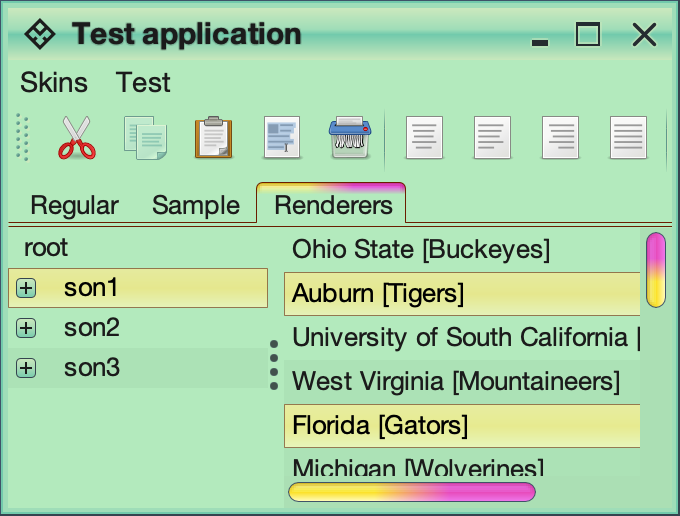 Test application
Skins Test
Regular Sample Renderers
root
son1
son2
son3
Ohio State [Buckeyes]
Auburn [Tigers]
University of South California [
West Virginia [Mountaineers]
Florida [Gators]
Michigan [Wolverines]